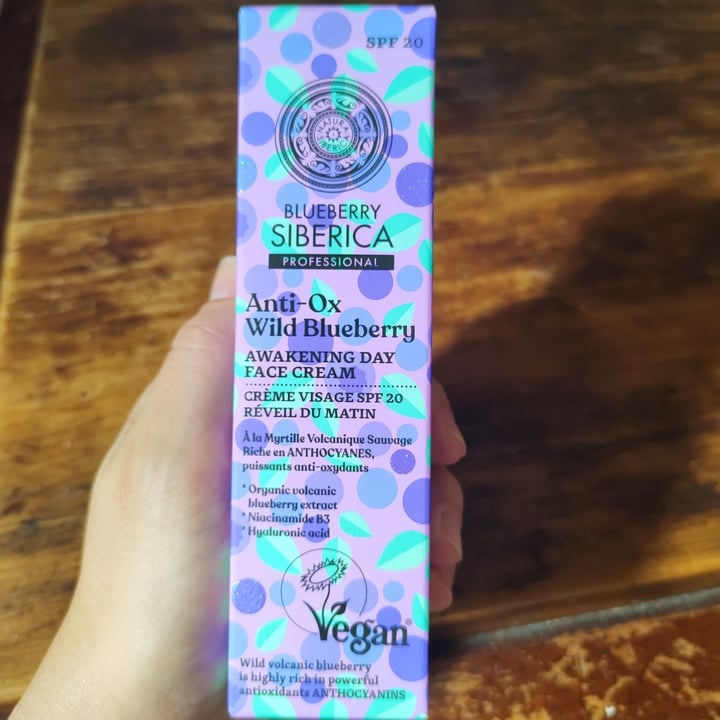 SPF 20
NATURA
SIBERICA
BLUEBERRY
SIBERICA
PROFESSIONAL
Anti-Ox
Wild Blueberry
AWAKENING DAY
FACE CREAM
CRÈME VISAGE SPF 20
RÉVEIL DU MATIN
À la Myrtille Volcanique Sauvage
Riche en ANTHOCYANES,
puissants anti-oxydants
* Organic volcanic
blueberry extract
* Niacinamide B3
* Hyaluronic acid
Vegan®
Wild volcanic blueberry
is highly rich in powerful
antioxidants ANTHOCYANINS